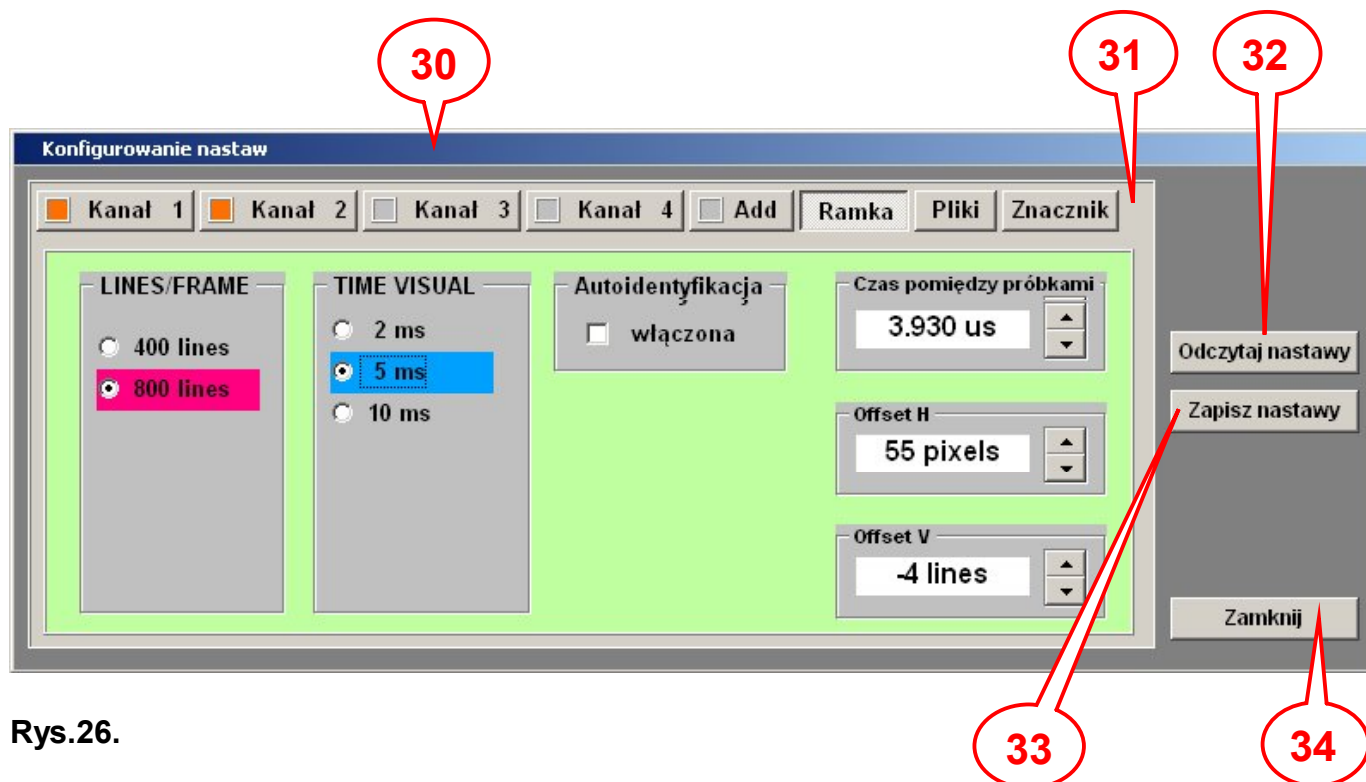 30
31
32
Konfigurowanie nastaw
Kanał 1 Kanał 2 Kanał 3 Kanał 4 Add Ramka Pliki Znacznik
LINES/FRAME
400 lines
800 lines
TIME VISUAL
2 ms
5 ms
10 ms
Autoidentyfikacja
włączona
Czas pomiędzy próbkami
3.930 us
Offset H
55 pixels
Offset V
-4 lines
Odczytaj nastawy
Zapisz nastawy
Zamknij
Rys.26.
33
34